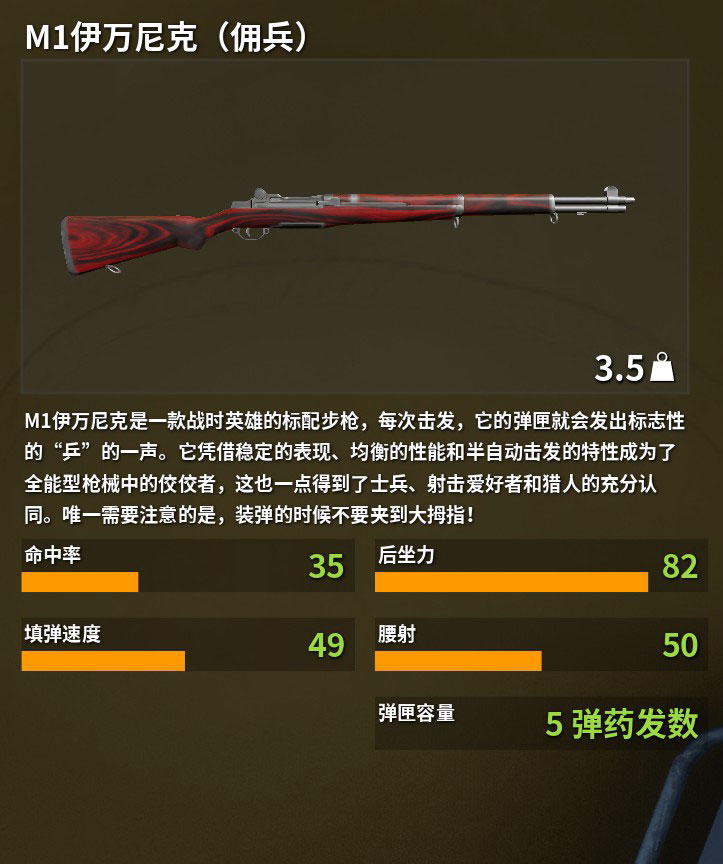 M1伊万尼克（佣兵）
3.5
M1伊万尼克是一款战时英雄的标配步枪，每次击发，它的弹匣就会发出标志性
的“乒”的一声。它凭借稳定的表现、均衡的性能和半自动击发的特性成为了
全能型枪械中的佼佼者，这也一点得到了士兵、射击爱好者和猎人的充分认
同。唯一需要注意的是，装弹的时候不要夹到大拇指！
命中率 35
后坐力 82
填弹速度 49
腰射 50
弹匣容量 5 弹药发数